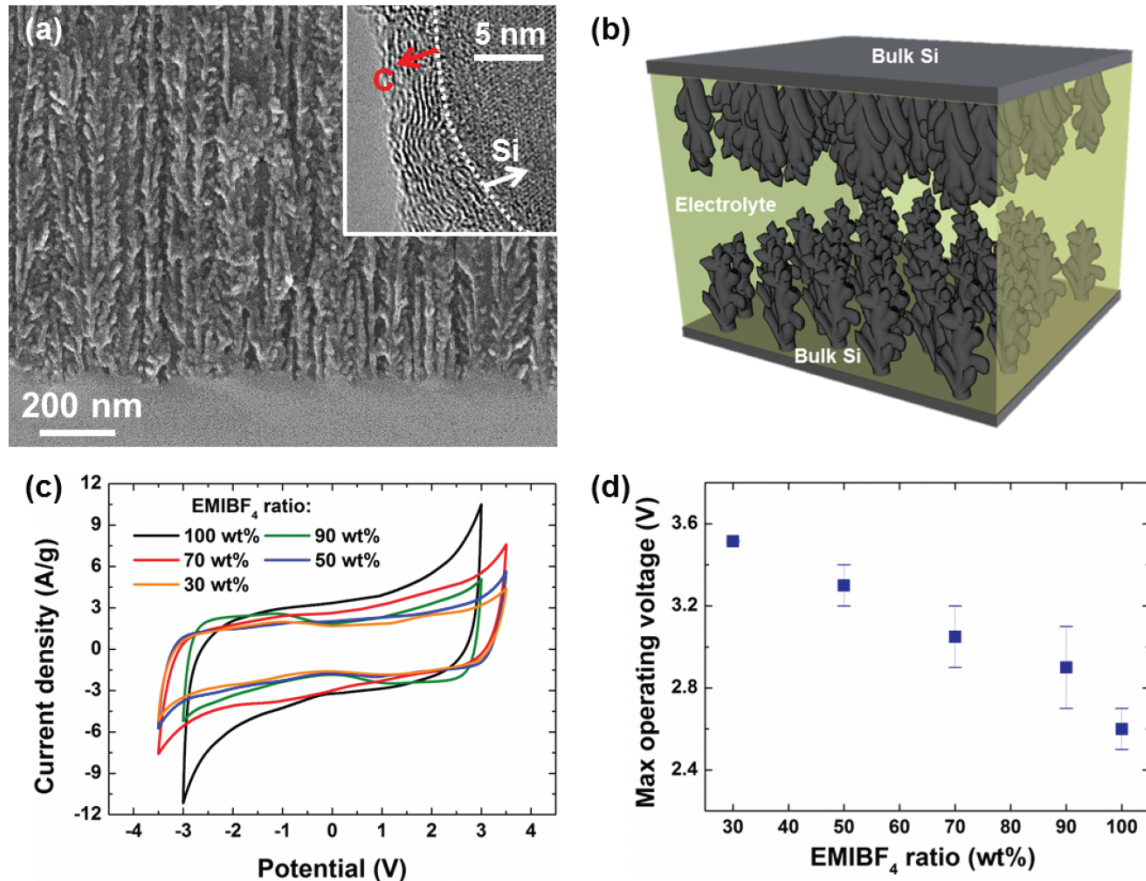 (a)
5 nm
C
Si
200 nm
(b)
Bulk Si
Electrolyte
Bulk Si
(c)
EMIBF₄ ratio:
100 wt% 90 wt%
70 wt% 50 wt%
30 wt%
12
9
6
3
0
-3
-6
-9
-12
-4 -3 -2 -1 0 1 2 3 4
Current density (A/g)
Potential (V)
(d)
3.6
3.2
2.8
2.4
30 40 50 60 70 80 90 100
Max operating voltage (V)
EMIBF₄ ratio (wt%)